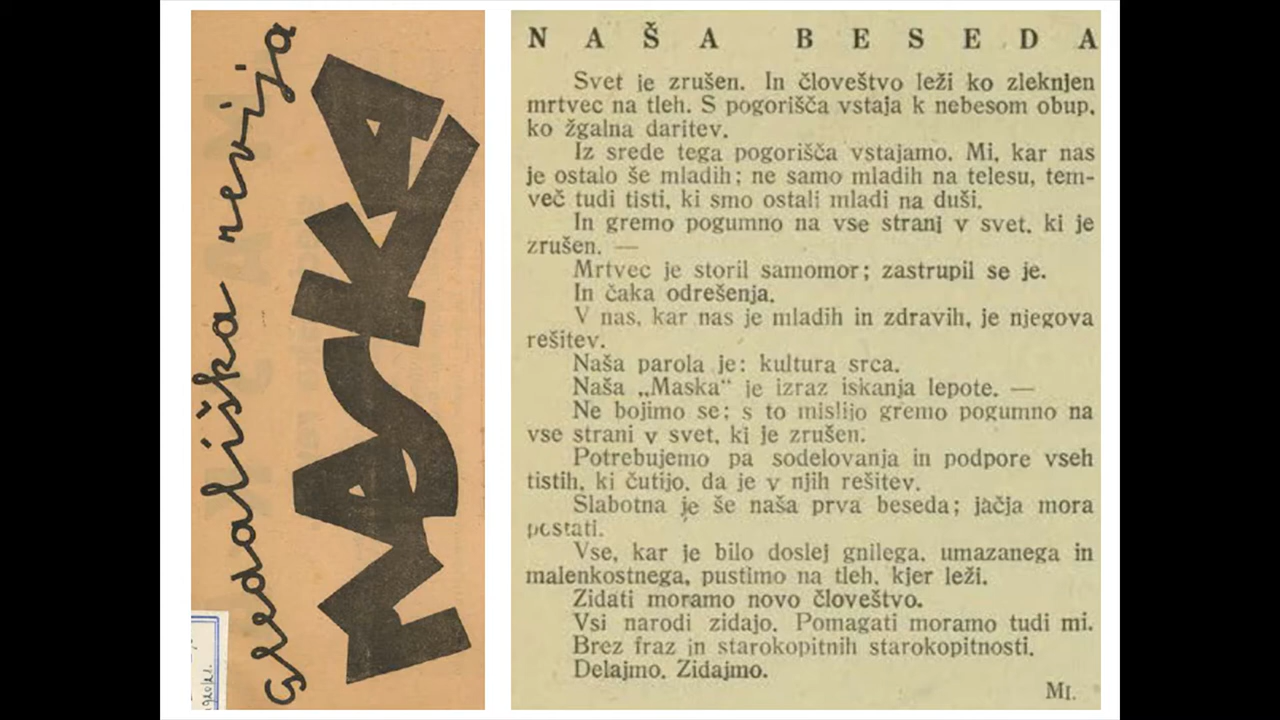 Gledališka revija
MASKA
NAŠA BESEDA
Svet je zrušen. In človeštvo leži ko zleknjen
mrtvec na tleh. S pogorišča vstaja k nebesom obup,
ko žgalna daritev.
Iz srede tega pogorišča vstajamo. Mi, kar nas
je ostalo še mladih; ne samo mladih na telesu, tem-
več tudi tisti, ki smo ostali mladi na duši.
In gremo pogumno na vse strani v svet, ki je
zrušen. —
Mrtvec je storil samomor; zastrupil se je.
In čaka odrešenja.
V nas, kar nas je mladih in zdravih, je njegova
rešitev.
Naša parola je: kultura srca.
Naša „Maska“ je izraz iskanja lepote. —
Ne bojimo se; s to mislijo gremo pogumno na
vse strani v svet, ki je zrušen.
Potrebujemo pa sodelovanja in podpore vseh
tistih, ki čutijo, da je v njih rešitev.
Slabotna je še naša prva beseda; jačja mora
postati.
Vse, kar je bilo doslej gnilega, umazanega in
malenkostnega, pustimo na tleh, kjer leži.
Zidati moramo novo človeštvo.
Vsi narodi zidajo. Pomagati moramo tudi mi.
Brez fraz in starokopitnih starokopitnosti.
Delajmo. Zidajmo.
MI.